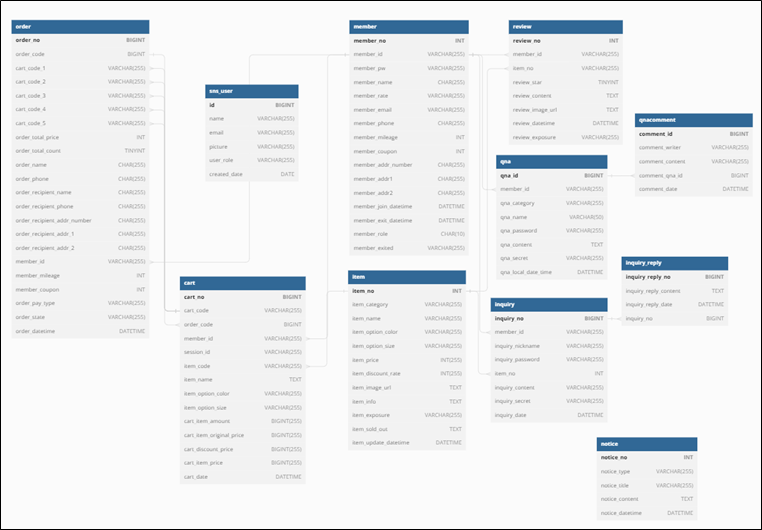 order
order_no BIGINT
order_code BIGINT
cart_code_1 VARCHAR(255)
cart_code_2 VARCHAR(255)
cart_code_3 VARCHAR(255)
cart_code_4 VARCHAR(255)
cart_code_5 VARCHAR(255)
order_total_price INT
order_total_count TINYINT
order_name CHAR(255)
order_phone CHAR(255)
order_recipient_name CHAR(255)
order_recipient_phone CHAR(255)
order_recipient_addr_number CHAR(255)
order_recipient_addr_1 CHAR(255)
order_recipient_addr_2 CHAR(255)
member_id VARCHAR(255)
member_mileage INT
member_coupon INT
order_pay_type VARCHAR(255)
order_state VARCHAR(255)
order_datetime DATETIME
sns_user
id BIGINT
name VARCHAR(255)
email VARCHAR(255)
picture VARCHAR(255)
user_role VARCHAR(255)
created_date DATE
cart
cart_no BIGINT
cart_code VARCHAR(255)
order_code BIGINT
member_id VARCHAR(255)
session_id VARCHAR(255)
item_code VARCHAR(255)
item_name TEXT
item_option_color VARCHAR(255)
item_option_size VARCHAR(255)
cart_item_amount BIGINT(255)
cart_item_original_price BIGINT(255)
cart_discount_price BIGINT(255)
cart_item_price BIGINT(255)
cart_date DATETIME
member
member_no INT
member_id VARCHAR(255)
member_pw VARCHAR(255)
member_name CHAR(255)
member_rate VARCHAR(255)
member_email VARCHAR(255)
member_phone CHAR(255)
member_mileage INT
member_coupon INT
member_addr_number CHAR(255)
member_addr1 CHAR(255)
member_addr2 CHAR(255)
member_join_datetime DATETIME
member_exit_datetime DATETIME
member_role CHAR(10)
member_exited VARCHAR(255)
item
item_no INT
item_category VARCHAR(255)
item_name VARCHAR(255)
item_option_color VARCHAR(255)
item_option_size VARCHAR(255)
item_price INT(255)
item_discount_rate INT(255)
item_image_url TEXT
item_info TEXT
item_exposure VARCHAR(255)
item_sold_out TEXT
item_update_datetime DATETIME
review
review_no INT
member_id VARCHAR(255)
item_no VARCHAR(255)
review_star TINYINT
review_content TEXT
review_image_url TEXT
review_datetime DATETIME
review_exposure VARCHAR(255)
qna
qna_id BIGINT
member_id VARCHAR(255)
qna_category VARCHAR(255)
qna_name VARCHAR(50)
qna_password VARCHAR(255)
qna_content TEXT
qna_secret VARCHAR(255)
qna_local_date_time DATETIME
inquiry
inquiry_no BIGINT
member_id VARCHAR(255)
inquiry_nickname VARCHAR(255)
inquiry_password VARCHAR(255)
item_no INT
inquiry_content VARCHAR(255)
inquiry_secret VARCHAR(255)
inquiry_date DATETIME
qnacomment
comment_id BIGINT
comment_writer VARCHAR(255)
comment_content VARCHAR(255)
comment_qna_id BIGINT
comment_date DATETIME
inquiry_reply
inquiry_reply_no BIGINT
inquiry_reply_content TEXT
inquiry_reply_date DATETIME
inquiry_no BIGINT
notice
notice_no INT
notice_type VARCHAR(255)
notice_title VARCHAR(255)
notice_content TEXT
notice_datetime DATETIME